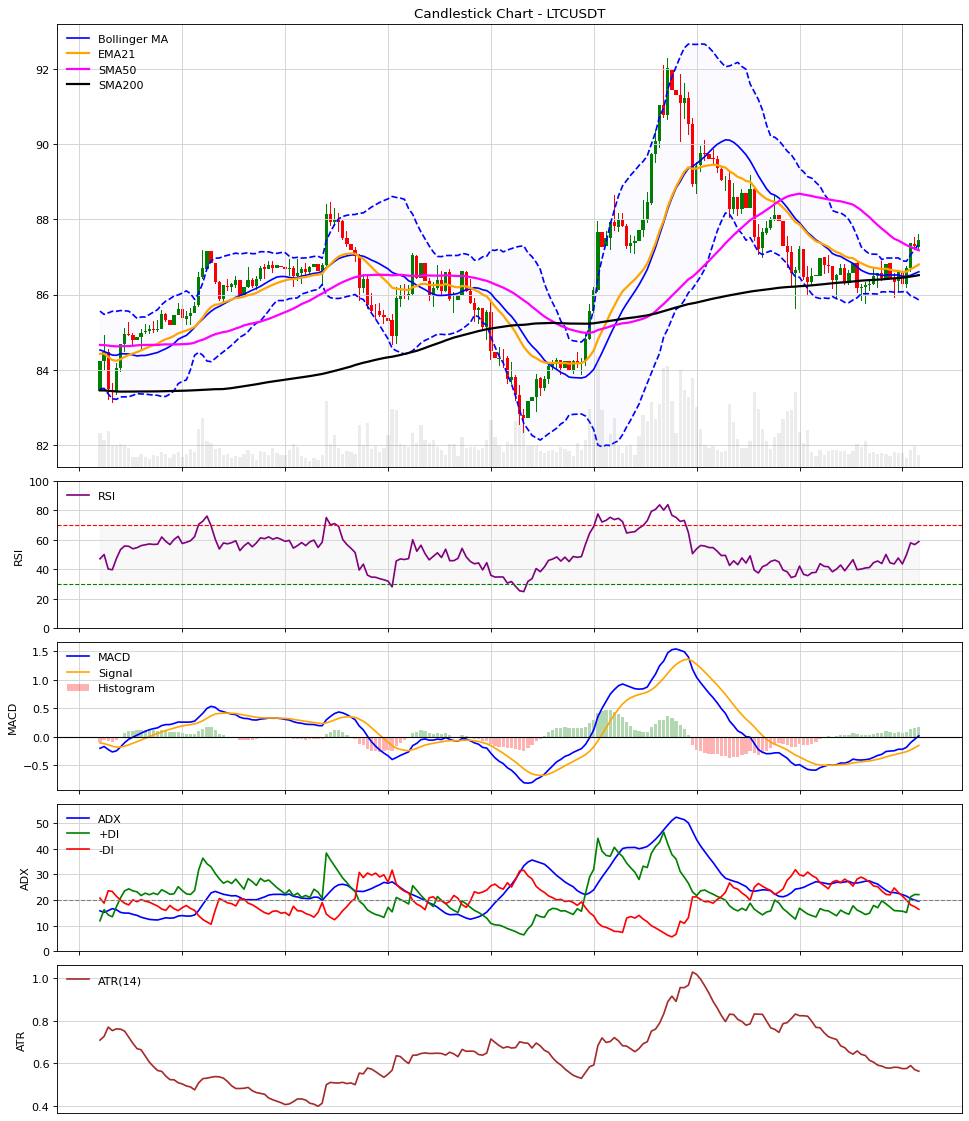 Candlestick Chart - LTCUSDT
Bollinger MA
EMA21
SMA50
SMA200
92
90
88
86
84
82
RSI
RSI
100
80
60
40
20
0
MACD
Signal
Histogram
MACD
1.5
1.0
0.5
0.0
−0.5
ADX
+DI
-DI
ADX
50
40
30
20
10
0
ATR(14)
ATR
1.0
0.8
0.6
0.4